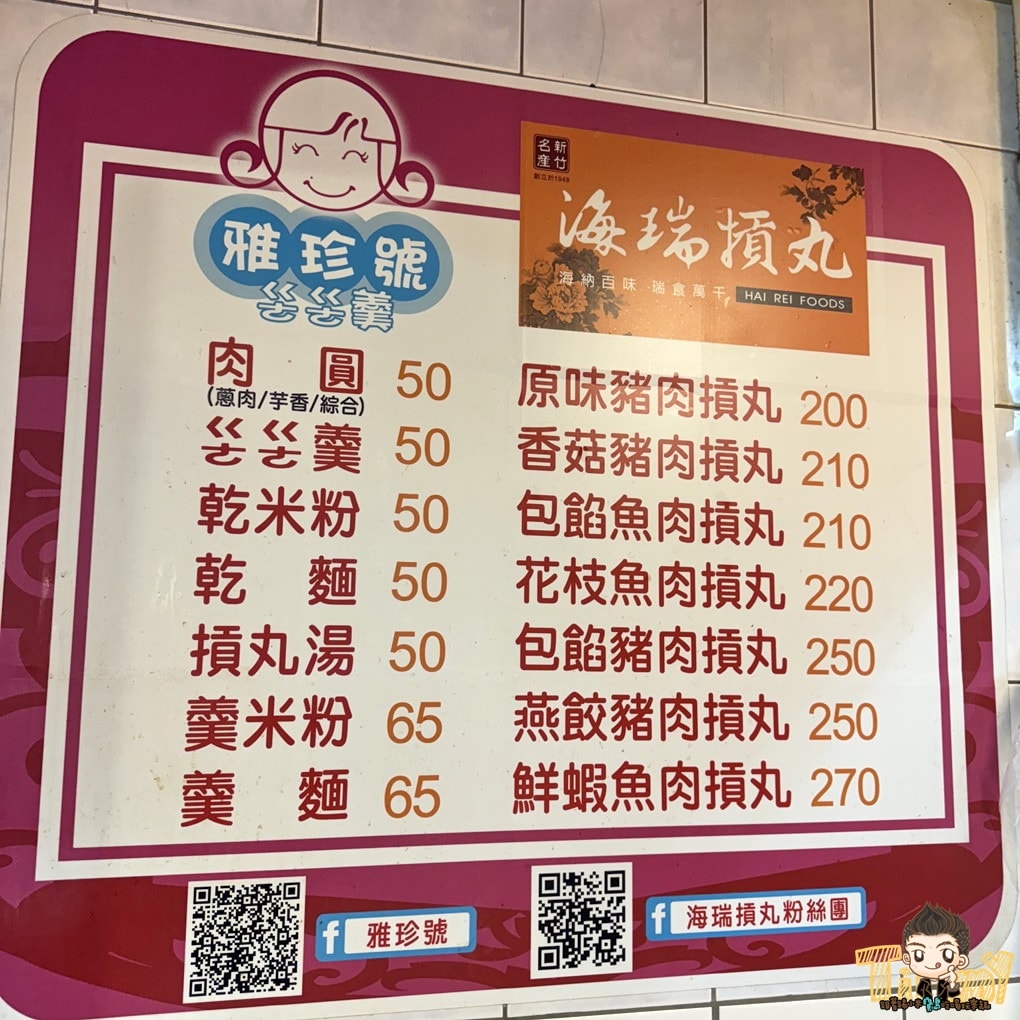 雅珍號
ㄍㄜㄍㄜ羹
肉圓 50
(蔥肉/芋香/綜合)
ㄍㄜㄍㄜ羹 50
乾米粉 50
乾麵 50
摃丸湯 50
羹米粉 65
羹麵 65
新竹名產
創立於1948
海瑞摃丸
海納百味·瑞食萬千
HAI REI FOODS
原味豬肉摃丸 200
香菇豬肉摃丸 210
包餡魚肉摃丸 210
花枝魚肉摃丸 220
包餡豬肉摃丸 250
燕餃豬肉摃丸 250
鮮蝦魚肉摃丸 270
f 雅珍號
f 海瑞摃丸粉絲團